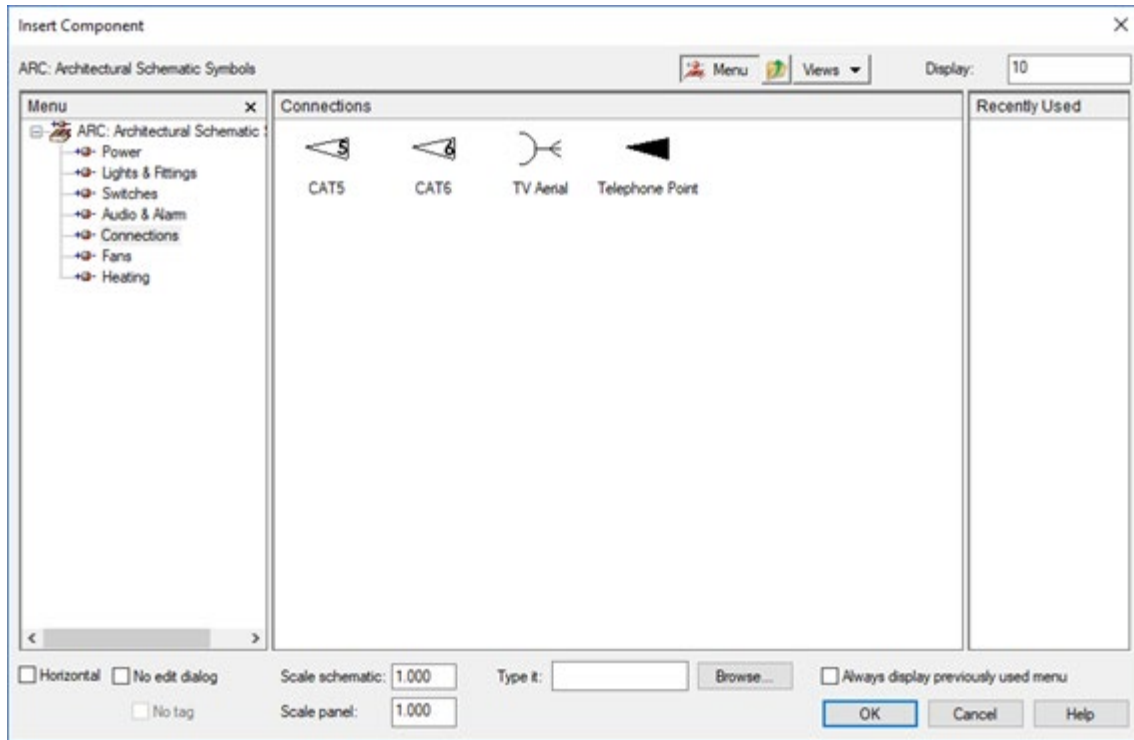 Insert Component
ARC: Architectural Schematic Symbols
Menu
Views
Display:
10
Menu
ARC: Architectural Schematic S
Power
Lights & Fittings
Switches
Audio & Alarm
Connections
Fans
Heating
Connections
5
6
CAT5
CAT6
TV Aerial
Telephone Point
Recently Used
Horizontal
No edit dialog
No tag
Scale schematic: 1.000
Scale panel: 1.000
Type it:
Browse...
Always display previously used menu
OK
Cancel
Help